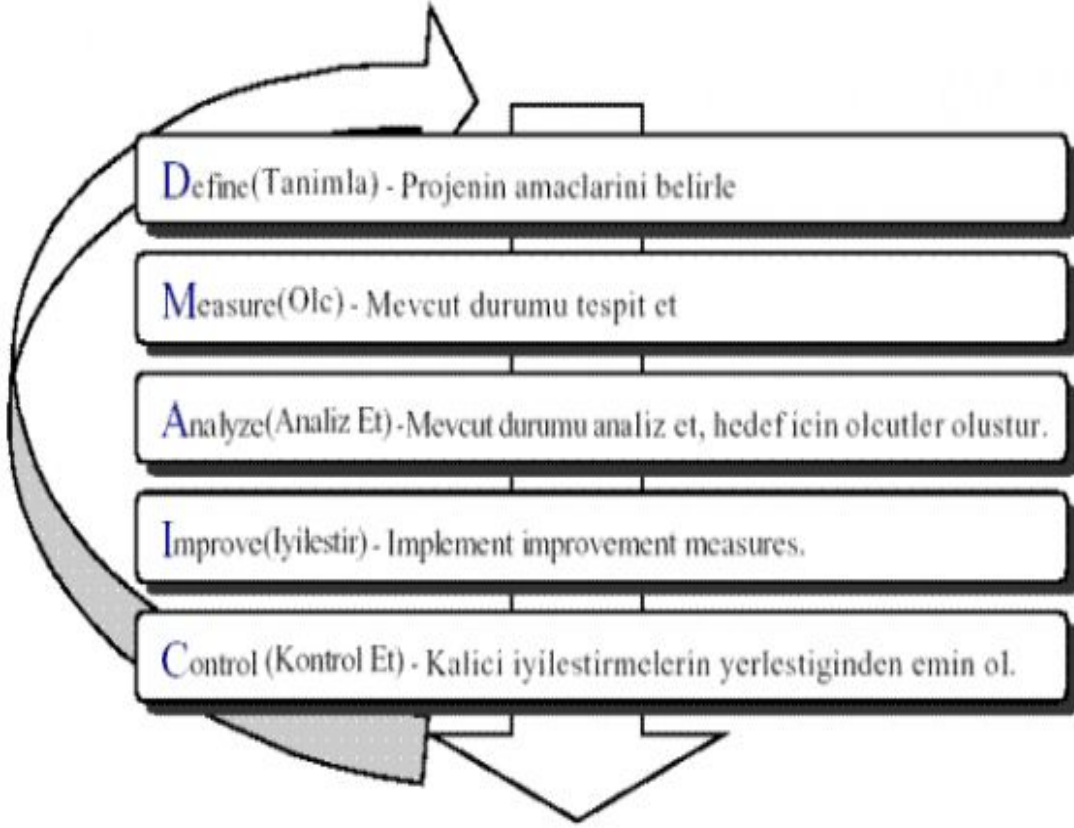 Define(Tanimla) - Projenin amaclarini belirle
Measure(Olc) - Mevcut durumu tespit et
Analyze(Analiz Et) -Mevcut durumu analiz et, hedef icin olcutler olustur.
Improve(Iyilestir) - Implement improvement measures.
Control (Kontrol Et) - Kalici iyilestirmelerin yerlestiginden emin ol.